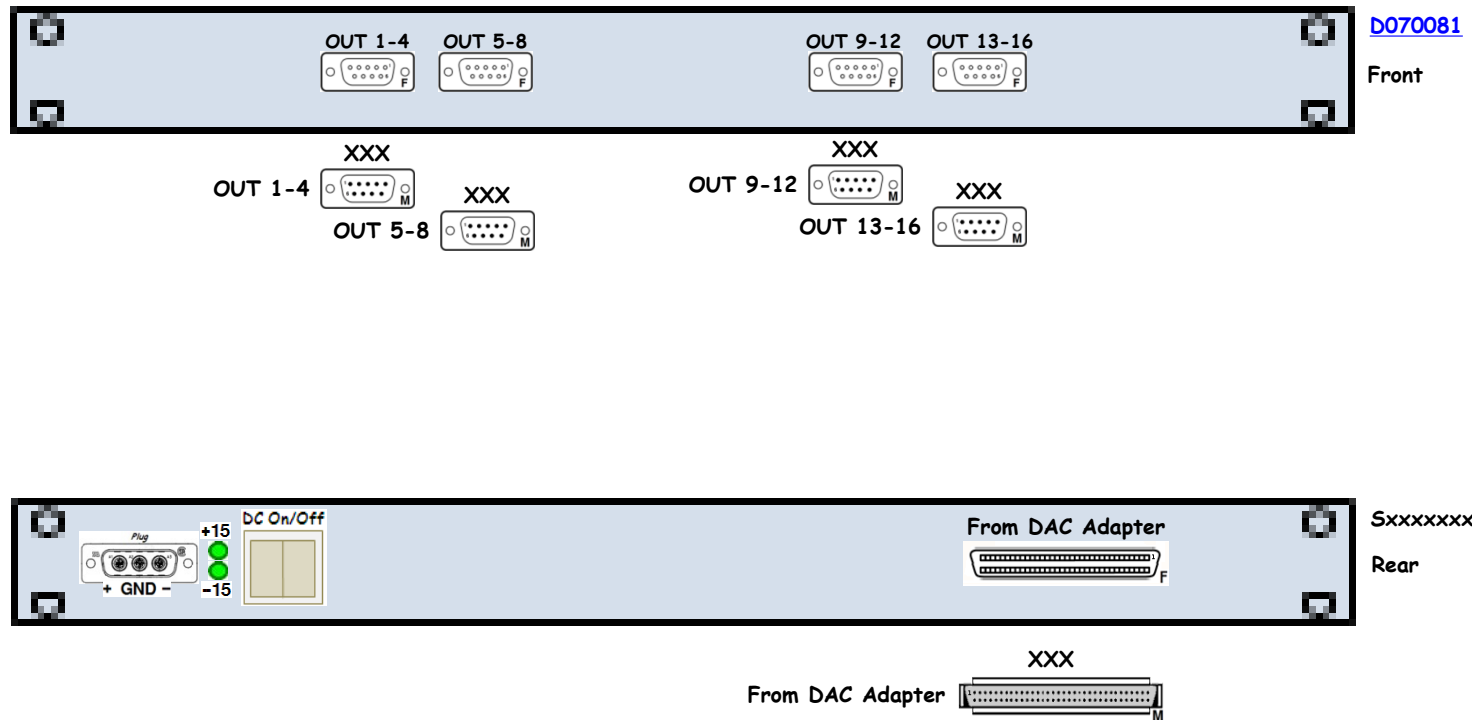 D070081
OUT 1-4 OUT 5-8 OUT 9-12 OUT 13-16
F F F F
Front
XXX XXX
OUT 1-4 M OUT 9-12 M
XXX XXX
OUT 5-8 M OUT 13-16 M
DC On/Off
Sxxxxxxx
+15
From DAC Adapter
Plug
1
F
Rear
+ GND - -15
XXX
From DAC Adapter 1
M